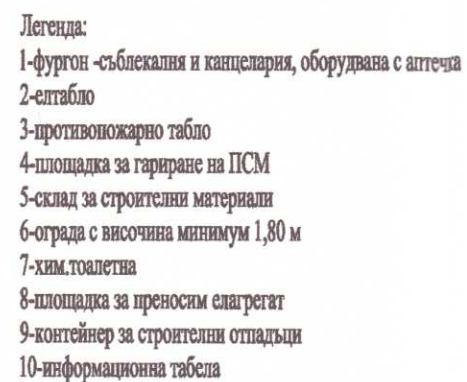 Легенда:
1-фургон -съблекалня и канцелария, оборудвана с аптечка
2-елтабло
3-противопожарно табло
4-площадка за гариране на ПСМ
5-склад за строителни материали
6-ограда с височина минимум 1,80 м
7-хим.тоалетна
8-площадка за преносим елагрегат
9-контейнер за строителни отпадъци
10-информационна табела